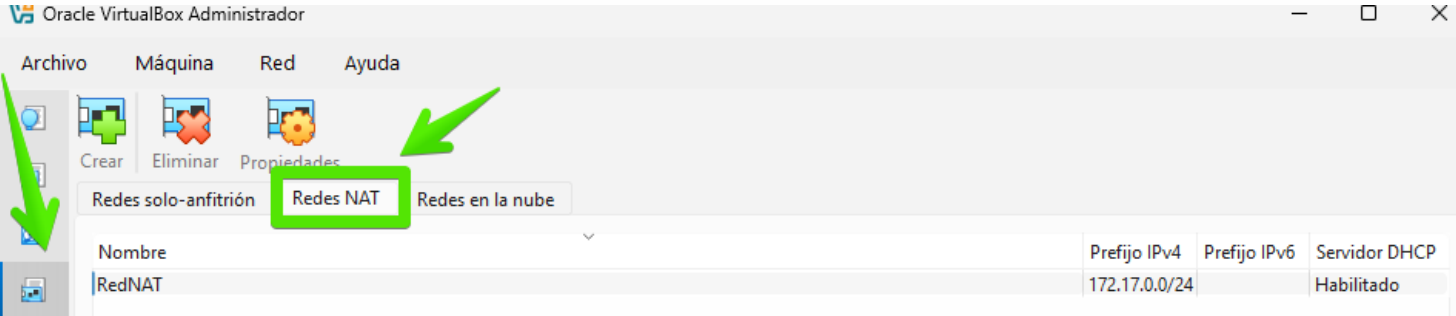 Oracle VirtualBox Administrador
Archivo Máquina Red Ayuda
Crear Eliminar Propiedades
Redes solo-anfitrión Redes NAT Redes en la nube
Nombre Prefijo IPv4 Prefijo IPv6 Servidor DHCP
RedNAT 172.17.0.0/24 Habilitado